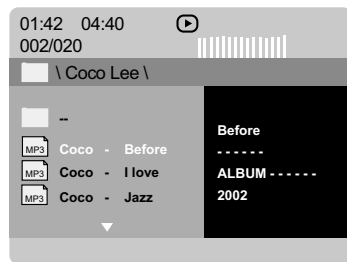 01:42 04:40
002/020
\ Coco Lee \
--
MP3 Coco - Before
MP3 Coco - I love
MP3 Coco - Jazz
Before
- - - - - -
ALBUM - - - - - -
2002